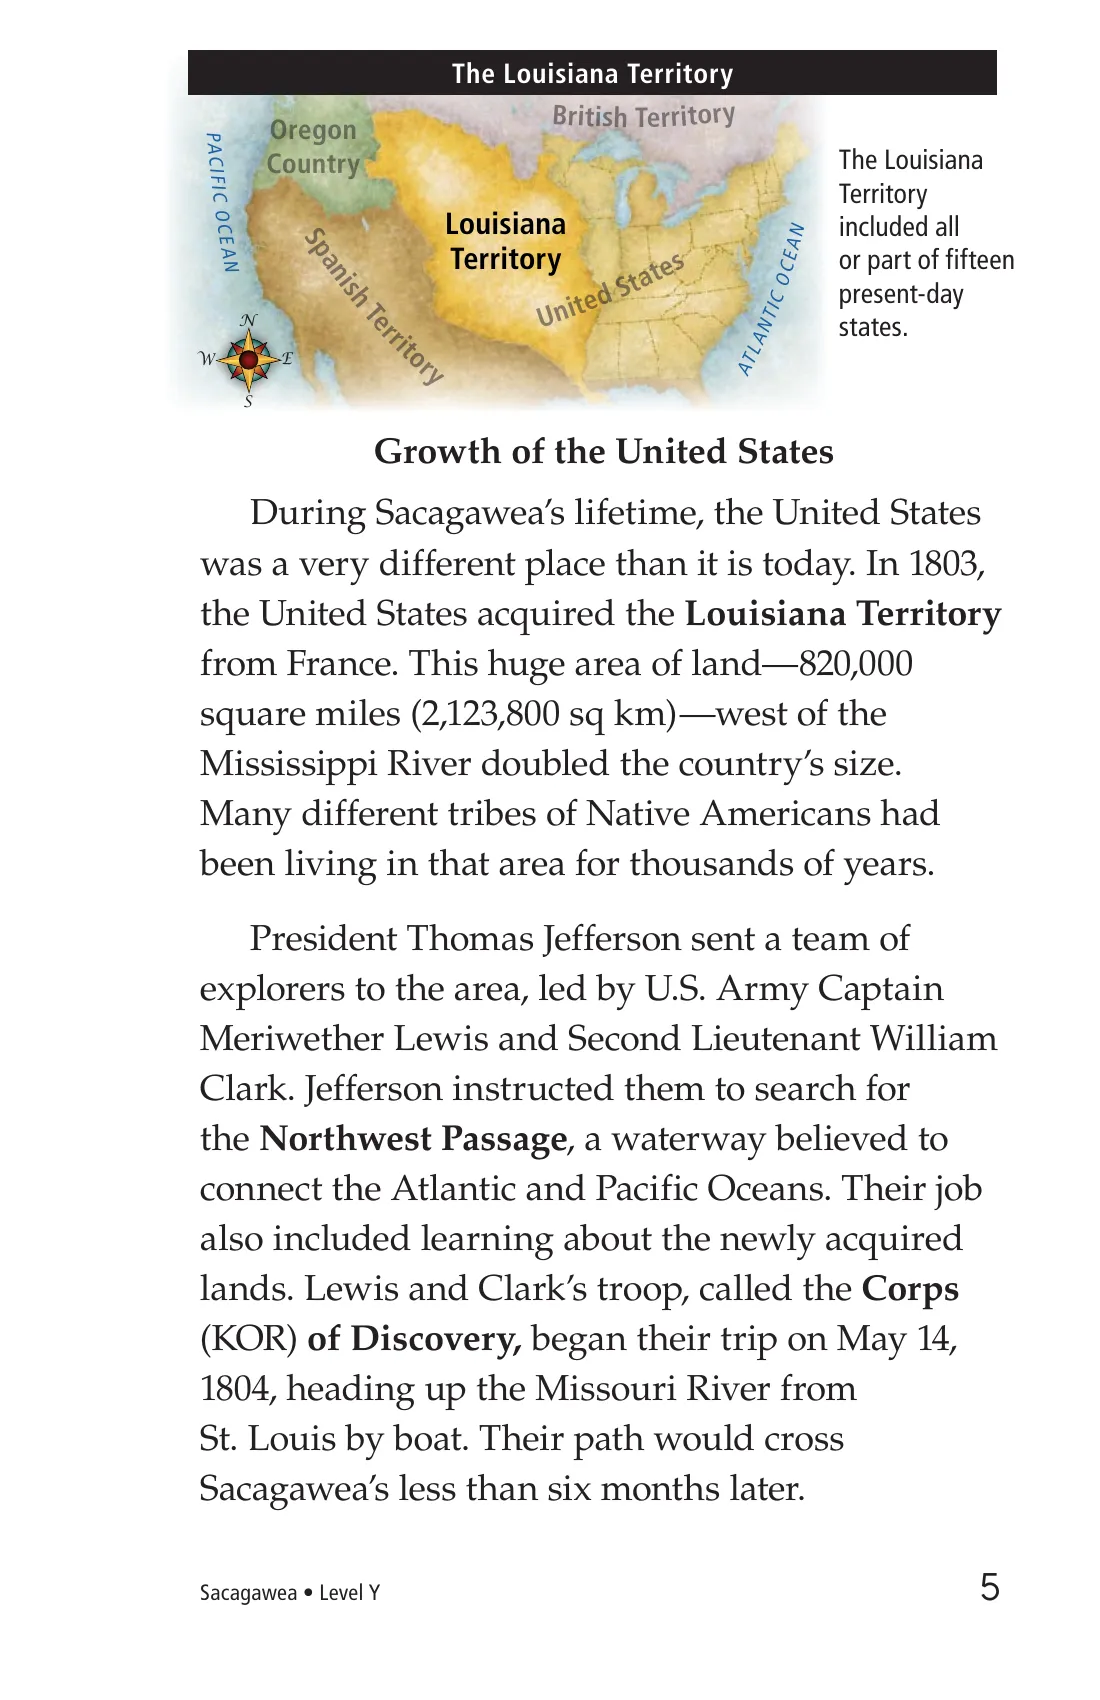 The Louisiana Territory
British Territory
Oregon
Country
PACIFIC OCEAN
Louisiana
Territory
Spanish Territory
United States
ATLANTIC OCEAN
N
W
E
S
The Louisiana
Territory
included all
or part of fifteen
present-day
states.
Growth of the United States
During Sacagawea’s lifetime, the United States
was a very different place than it is today. In 1803,
the United States acquired the Louisiana Territory
from France. This huge area of land—820,000
square miles (2,123,800 sq km)—west of the
Mississippi River doubled the country’s size.
Many different tribes of Native Americans had
been living in that area for thousands of years.
President Thomas Jefferson sent a team of
explorers to the area, led by U.S. Army Captain
Meriwether Lewis and Second Lieutenant William
Clark. Jefferson instructed them to search for
the Northwest Passage, a waterway believed to
connect the Atlantic and Pacific Oceans. Their job
also included learning about the newly acquired
lands. Lewis and Clark’s troop, called the Corps
(KOR) of Discovery, began their trip on May 14,
1804, heading up the Missouri River from
St. Louis by boat. Their path would cross
Sacagawea’s less than six months later.
Sacagawea • Level Y
5